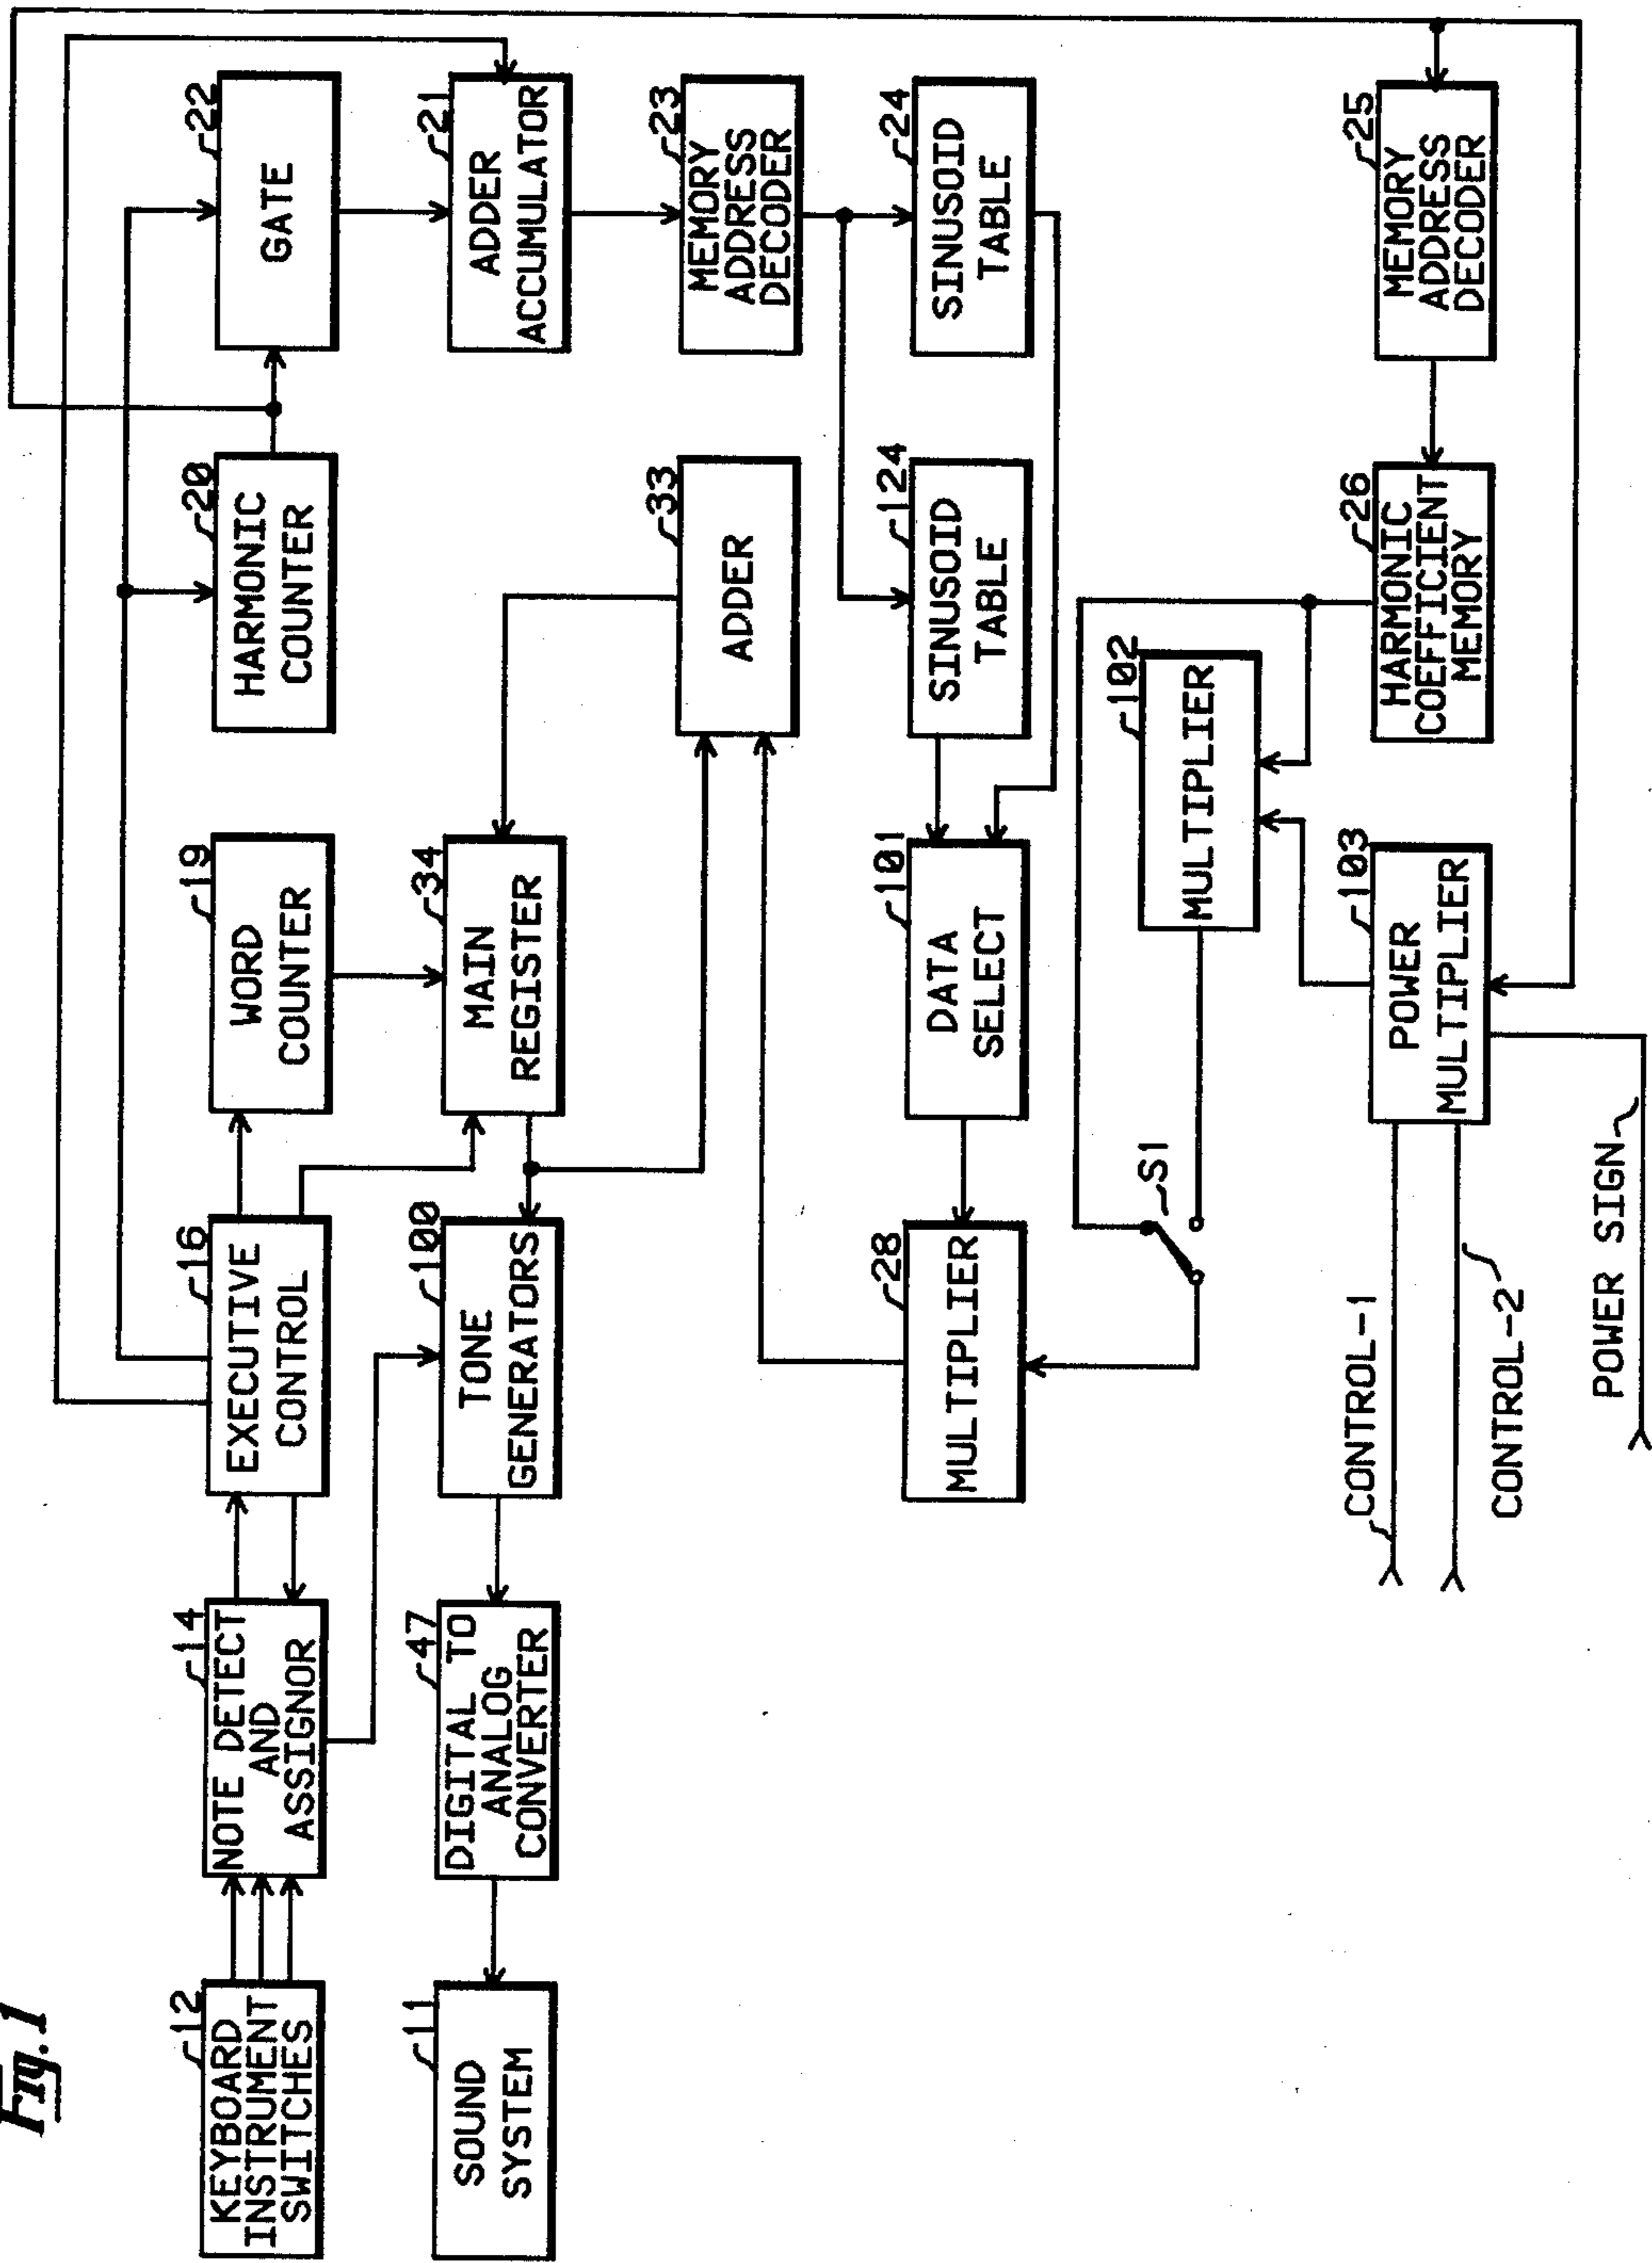 Fig. 1
12
KEYBOARD
INSTRUMENT
SWITCHES
14
NOTE DETECT
AND
ASSIGNOR
16
EXECUTIVE
CONTROL
19
WORD
COUNTER
20
HARMONIC
COUNTER
22
GATE
11
SOUND
SYSTEM
47
DIGITAL TO
ANALOG
CONVERTER
100
TONE
GENERATORS
34
MAIN
REGISTER
21
ADDER
ACCUMULATOR
33
ADDER
23
MEMORY
ADDRESS
DECODER
28
MULTIPLIER
101
DATA
SELECT
124
SINUSOID
TABLE
24
SINUSOID
TABLE
S1
102
MULTIPLIER
CONTROL-1
CONTROL-2
POWER SIGN
103
POWER
MULTIPLIER
26
HARMONIC
COEFFICIENT
MEMORY
25
MEMORY
ADDRESS
DECODER